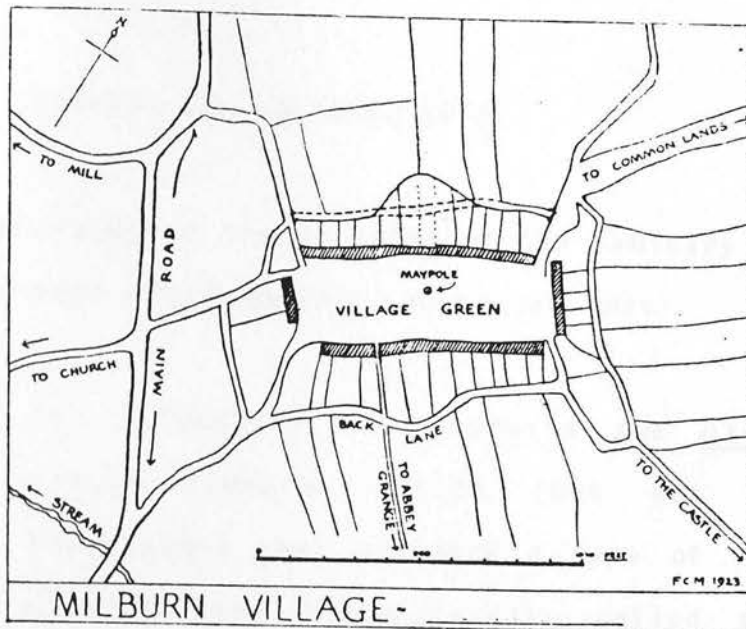 N
TO MILL
TO COMMON LANDS
ROAD
MAYPOLE
VILLAGE GREEN
TO CHURCH
MAIN
BACK LANE
TO ABBEY
GRANGE
TO THE CASTLE
STREAM
FCM 1923
MILBURN VILLAGE-